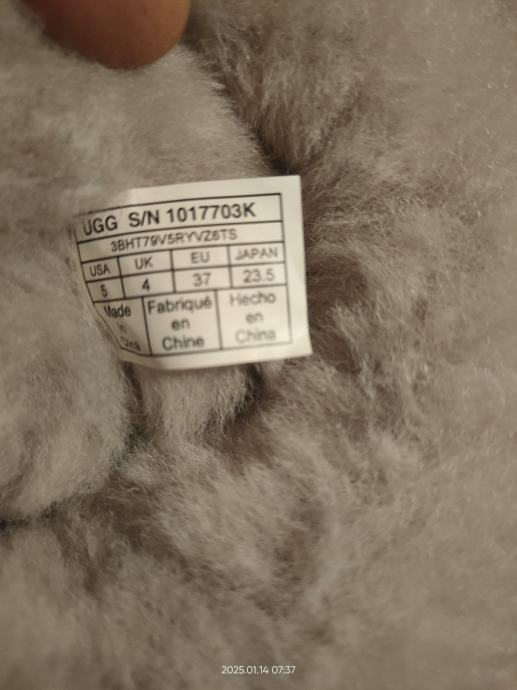 UGG S/N 1017703K
3BHT79V5RYVZ6TS
USA UK EU JAPAN
5 4 37 23.5
Made in China
Fabriqué en Chine
Hecho en China
2025.01.14 07:37